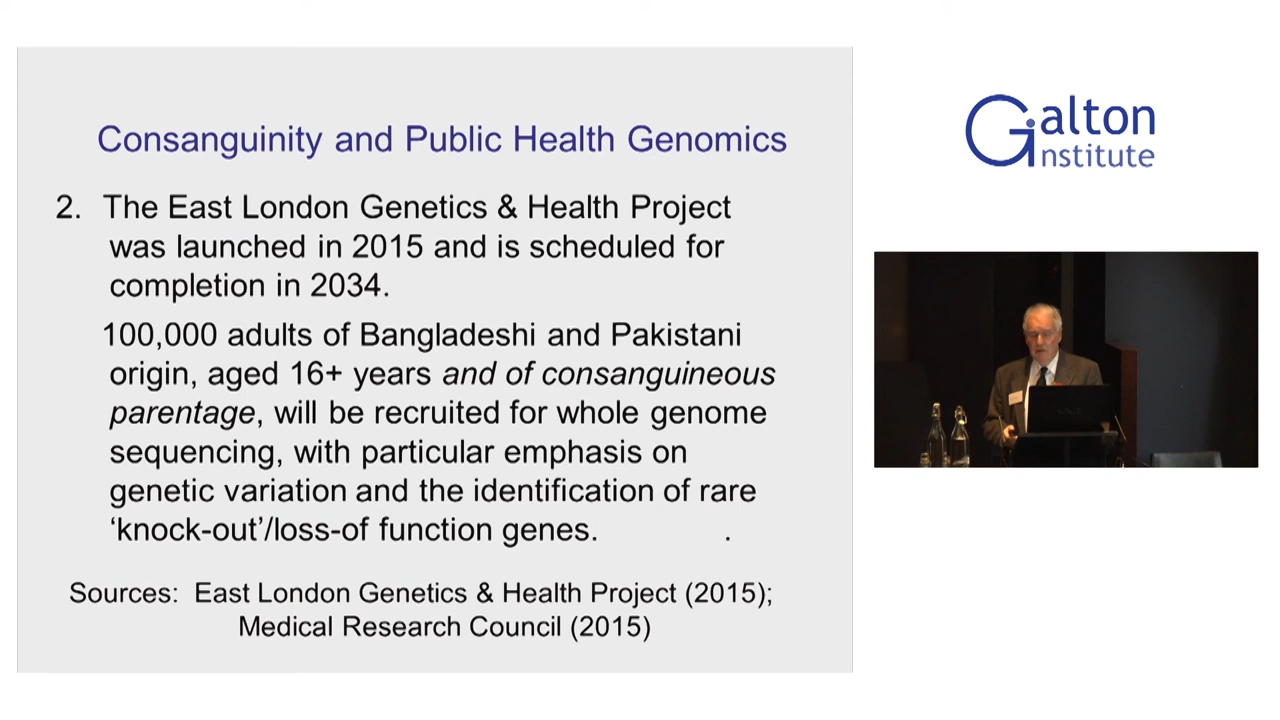 Consanguinity and Public Health Genomics
2. The East London Genetics & Health Project
was launched in 2015 and is scheduled for
completion in 2034.
100,000 adults of Bangladeshi and Pakistani
origin, aged 16+ years and of consanguineous
parentage, will be recruited for whole genome
sequencing, with particular emphasis on
genetic variation and the identification of rare
‘knock-out’/loss-of function genes. .
Sources: East London Genetics & Health Project (2015);
Medical Research Council (2015)
Galton
Institute